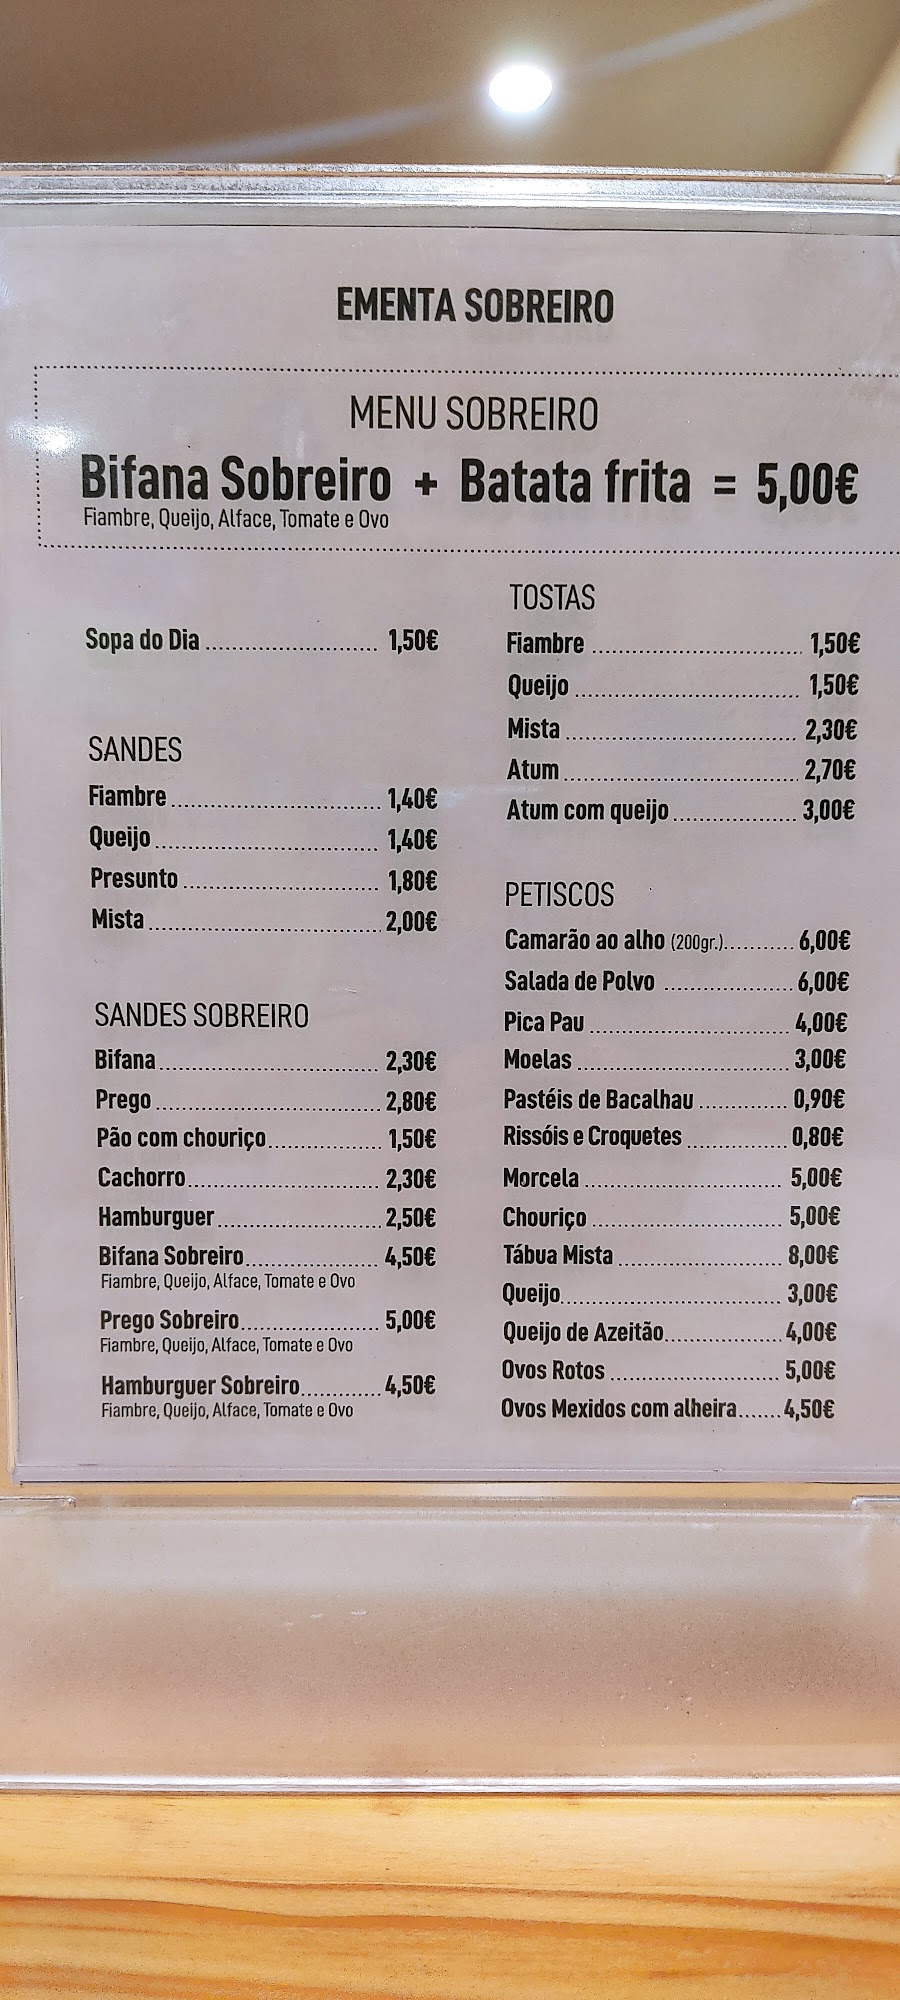 EMENTA SOBREIRO
MENU SOBREIRO
Bifana Sobreiro + Batata frita = 5,00€
Fiambre, Queijo, Alface, Tomate e Ovo
Sopa do Dia 1,50€
SANDES
Fiambre 1,40€
Queijo 1,40€
Presunto 1,80€
Mista 2,00€
SANDES SOBREIRO
Bifana 2,30€
Prego 2,80€
Pão com chouriço 1,50€
Cachorro 2,30€
Hamburguer 2,50€
Bifana Sobreiro 4,50€
Fiambre, Queijo, Alface, Tomate e Ovo
Prego Sobreiro 5,00€
Fiambre, Queijo, Alface, Tomate e Ovo
Hamburguer Sobreiro 4,50€
Fiambre, Queijo, Alface, Tomate e Ovo
TOSTAS
Fiambre 1,50€
Queijo 1,50€
Mista 2,30€
Atum 2,70€
Atum com queijo 3,00€
PETISCOS
Camarão ao alho (200gr.) 6,00€
Salada de Polvo 6,00€
Pica Pau 4,00€
Moelas 3,00€
Pastéis de Bacalhau 0,90€
Rissóis e Croquetes 0,80€
Morcela 5,00€
Chouriço 5,00€
Tábua Mista 8,00€
Queijo 3,00€
Queijo de Azeitão 4,00€
Ovos Rotos 5,00€
Ovos Mexidos com alheira 4,50€